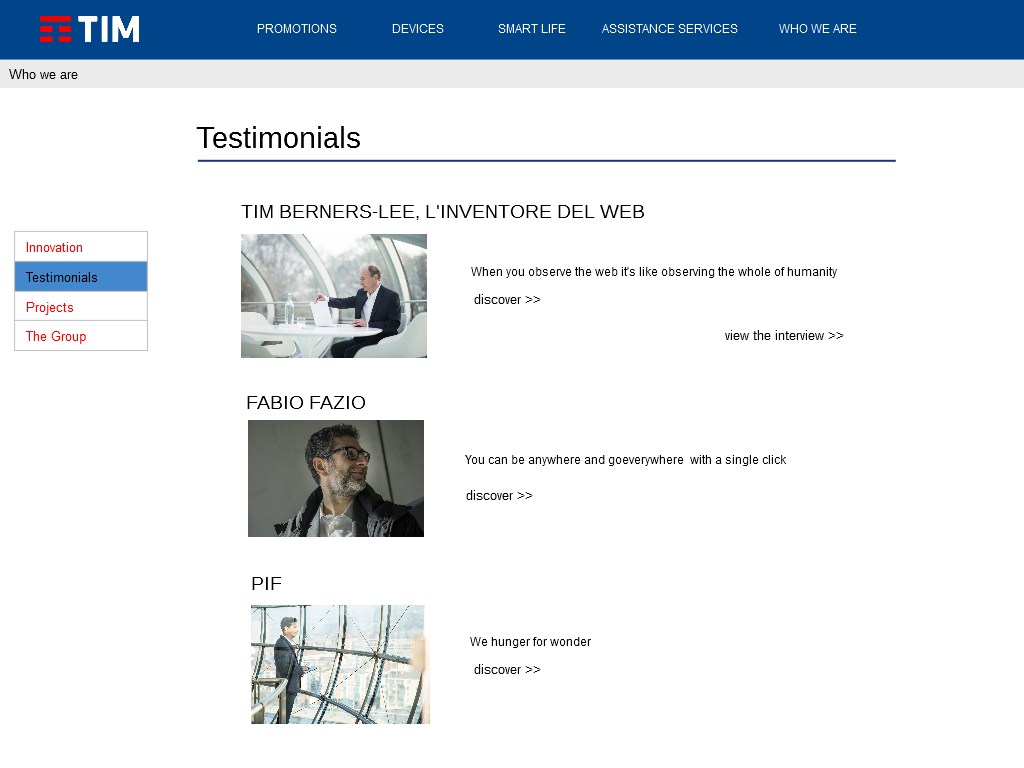 TIM
PROMOTIONS
DEVICES
SMART LIFE
ASSISTANCE SERVICES
WHO WE ARE
Who we are
Testimonials
Innovation
Testimonials
Projects
The Group
TIM BERNERS-LEE, L'INVENTORE DEL WEB
When you observe the web it's like observing the whole of humanity
discover >>
view the interview >>
FABIO FAZIO
You can be anywhere and goeverywhere  with a single click
discover >>
PIF
We hunger for wonder
discover >>